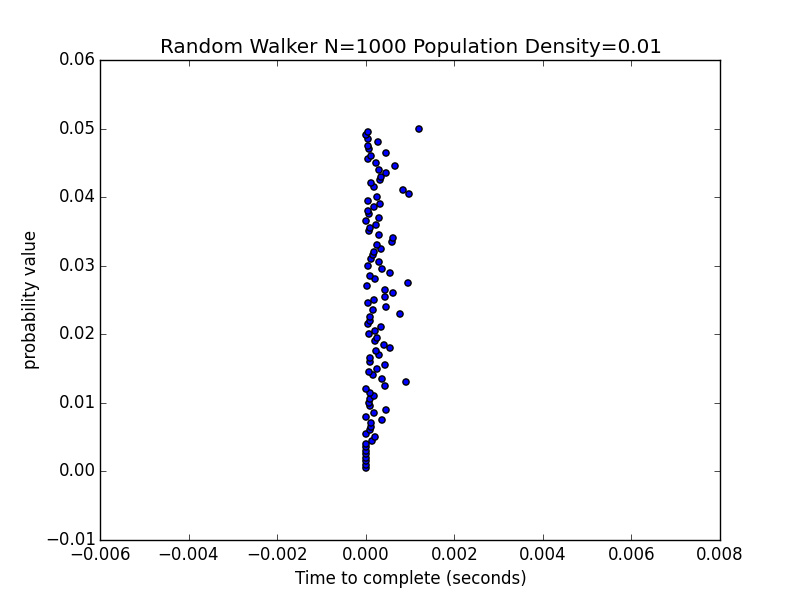 Random Walker N=1000 Population Density=0.01
0.06
0.05
0.04
0.03
0.02
0.01
0.00
−0.01
probability value
−0.006 −0.004 −0.002 0.000 0.002 0.004 0.006 0.008
Time to complete (seconds)